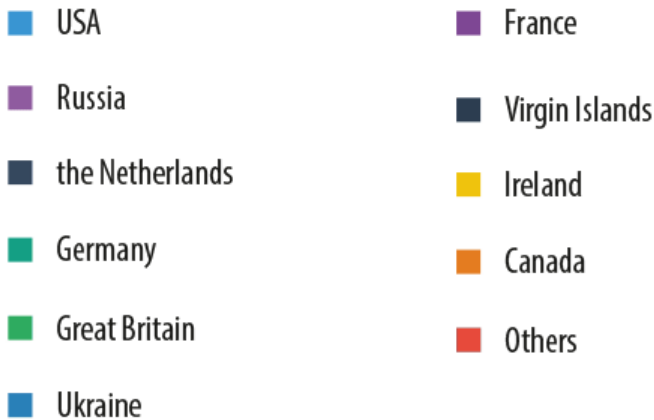 USA
Russia
the Netherlands
Germany
Great Britain
Ukraine
France
Virgin Islands
Ireland
Canada
Others